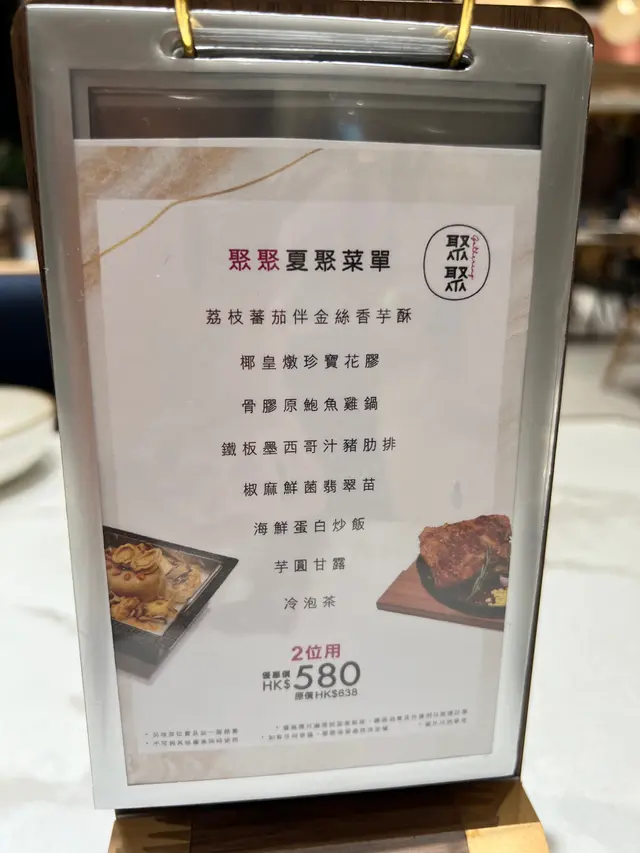 聚聚夏聚菜單
聚
聚
荔枝蕃茄伴金絲香芋酥
椰皇燉珍寶花膠
骨膠原鮑魚雞鍋
鐵板墨西哥汁豬肋排
椒麻鮮菌翡翠苗
海鮮蛋白炒飯
芋圓甘露
冷泡茶
2位用
優惠價
HK$580
原價HK$638